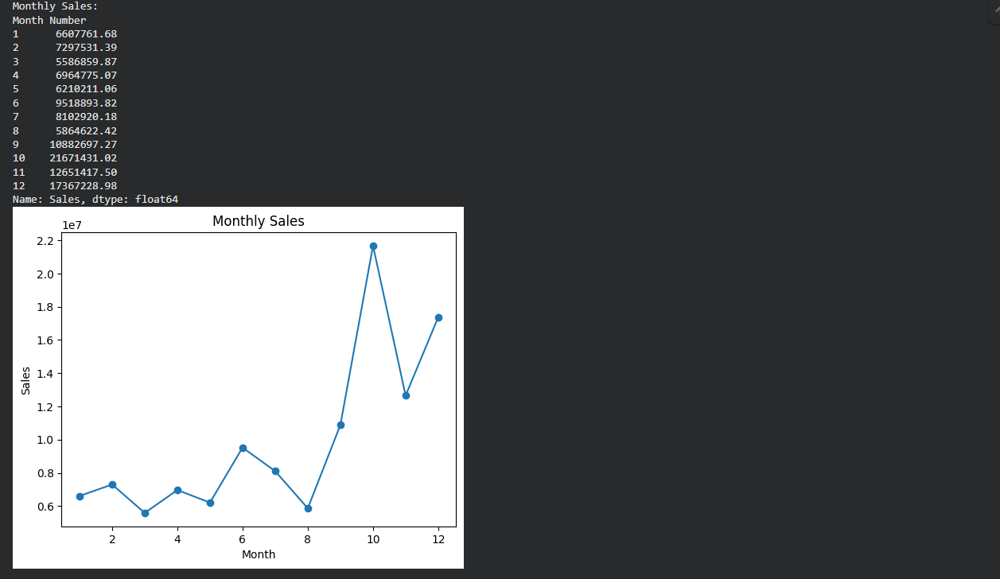 Monthly Sales:
Month Number
1      6607761.68
2      7297531.39
3      5586859.87
4      6964775.07
5      6210211.06
6      9518893.82
7      8102920.18
8      5864622.42
9     10882697.27
10    21671431.02
11    12651417.50
12    17367228.98
Name: Sales, dtype: float64
Monthly Sales
1e7
2.2
2.0
1.8
1.6
1.4
1.2
1.0
0.8
0.6
Sales
2 4 6 8 10 12
Month